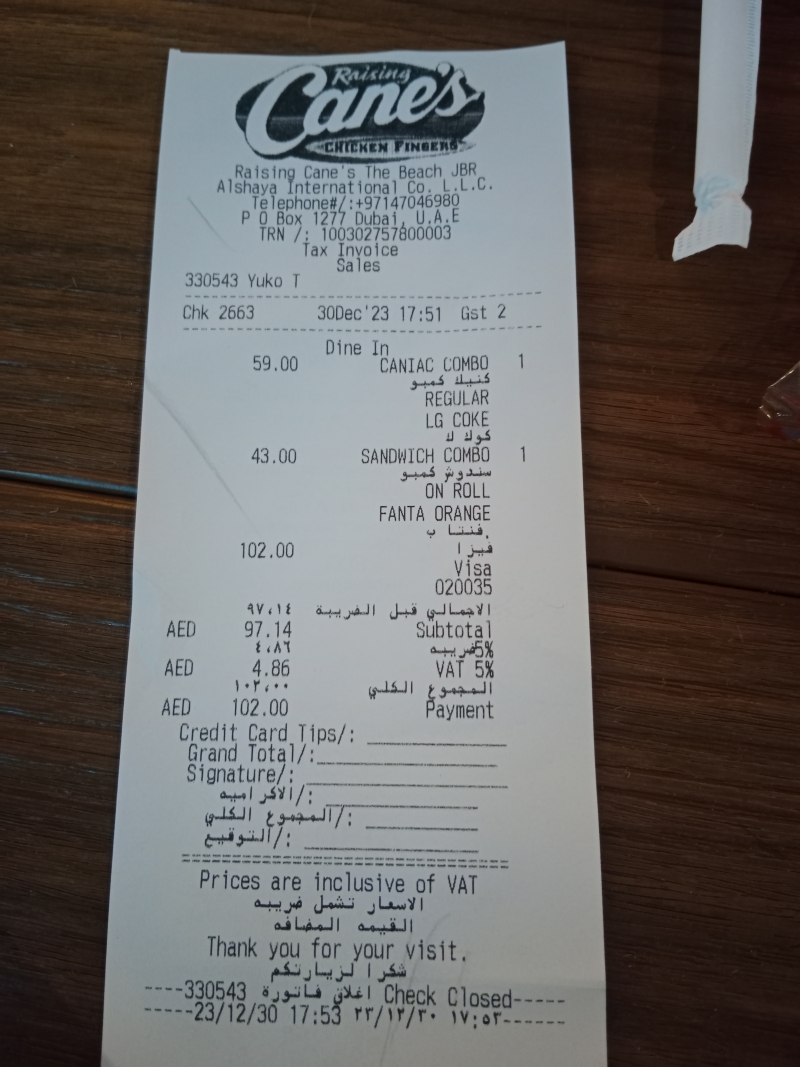 Raising
Cane's
CHICKEN FINGERS
Raising Cane's The Beach JBR
Alshaya International Co. L.L.C.
Telephone#/:+97147046980
P O Box 1277 Dubai, U.A.E
TRN /: 100302757800003
Tax Invoice
Sales
330543 Yuko T
Chk 2663 30Dec'23 17:51 Gst 2
Dine In
59.00 CANIAC COMBO 1
كنيك كمبو
REGULAR
LG COKE
كوك لا
43.00 SANDWICH COMBO 1
سندوش كمبو
ON ROLL
FANTA ORANGE
فنتا ب.
102.00 فيزا
Visa
020035
الاجمالي قبل الضريبة ٩٧،١٤
AED 97.14 Subtotal
5%ضريبه ٤،٨٦
AED 4.86 VAT 5%
المجموع الكلي ١٠٢،٠٠
AED 102.00 Payment
Credit Card Tips/: ____________
Grand Total/:____________
Signature/: ____________
الاكراميه/: ____________
المجموع الكلي/: ____________
التوقيع/: ____________
Prices are inclusive of VAT
الاسعار تشمل ضريبه
القيمه المضافه
Thank you for your visit.
شكرا لزيارتكم
----330543 اغلاق فاتورة Check Closed-----
-----23/12/30 17:53 ٢٣/١٢/٣٠ ١٧:٥٣------